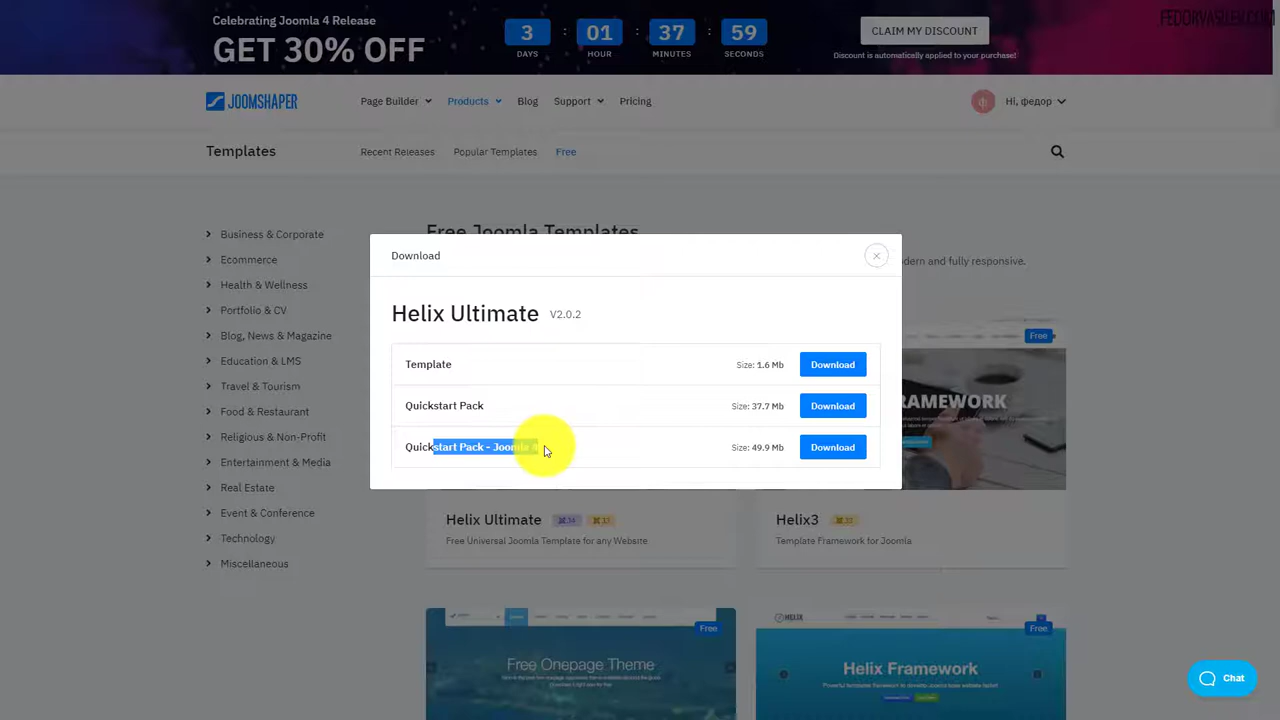 Celebrating Joomla 4 Release
GET 30% OFF
3 : 01 : 37 : 59
DAYS HOUR MINUTES SECONDS
CLAIM MY DISCOUNT
Discount is automatically applied to your purchase!
JOOMSHAPER
Page Builder Products Blog Support Pricing
ф Hi, федор
Templates Recent Releases Popular Templates Free
Business & Corporate
Ecommerce
Health & Wellness
Portfolio & CV
Blog, News & Magazine
Education & LMS
Travel & Tourism
Food & Restaurant
Religious & Non-Profit
Entertainment & Media
Real Estate
Event & Conference
Technology
Miscellaneous
Free Joomla Templates
dern and fully responsive.
Download
Helix Ultimate V2.0.2
Template Size: 1.6 Mb Download
Quickstart Pack Size: 37.7 Mb Download
Quickstart Pack - Joomla 4 Size: 49.9 Mb Download
Free
RAMEWORK
Helix Ultimate
Free Universal Joomla Template for any Website
Helix3
Template Framework for Joomla
Free
Free Onepage Theme
HELIX
Free
Helix Framework
Chat